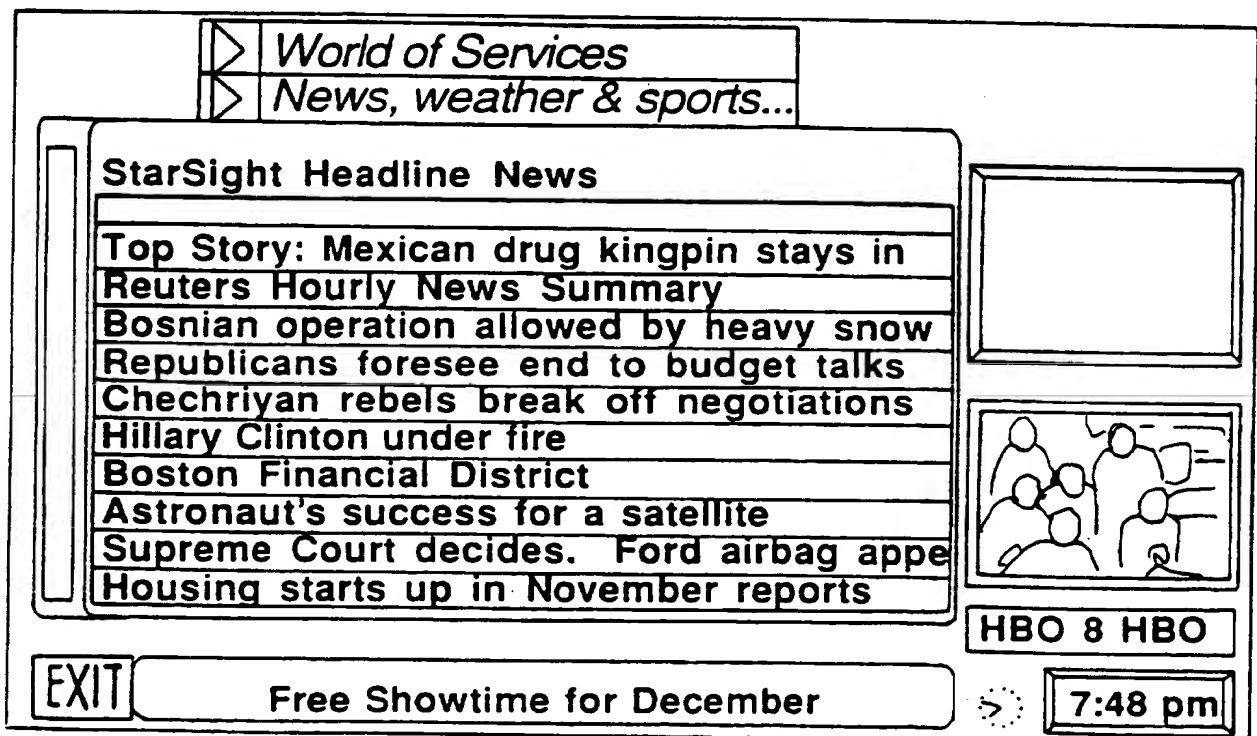 World of Services
News, weather & sports...
StarSight Headline News
Top Story: Mexican drug kingpin stays in
Reuters Hourly News Summary
Bosnian operation allowed by heavy snow
Republicans foresee end to budget talks
Chechriyan rebels break off negotiations
Hillary Clinton under fire
Boston Financial District
Astronaut's success for a satellite
Supreme Court decides. Ford airbag appe
Housing starts up in November reports
HBO 8 HBO
EXIT
Free Showtime for December
7:48 pm